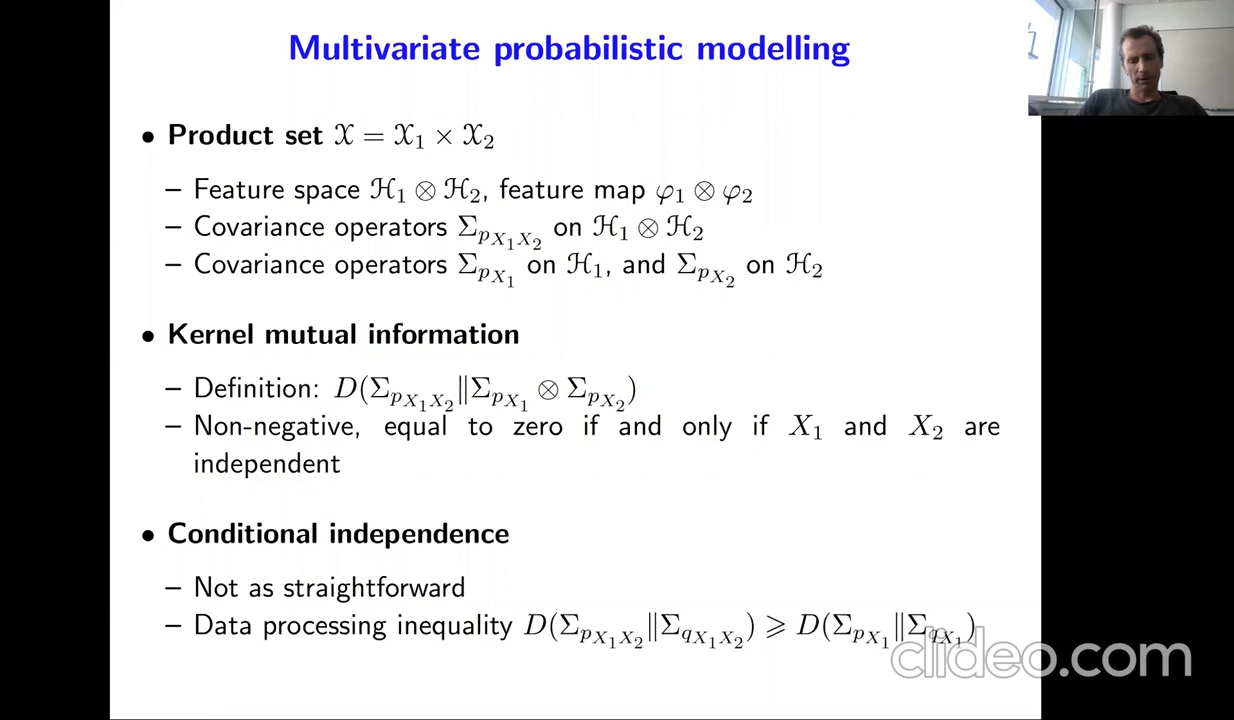 Multivariate probabilistic modelling
• Product set 𝒳 = 𝒳₁ × 𝒳₂
– Feature space ℋ₁ ⊗ ℋ₂, feature map φ₁ ⊗ φ₂
– Covariance operators Σ_{p_{X₁X₂}} on ℋ₁ ⊗ ℋ₂
– Covariance operators Σ_{p_{X₁}} on ℋ₁, and Σ_{p_{X₂}} on ℋ₂
• Kernel mutual information
– Definition: D(Σ_{p_{X₁X₂}}‖Σ_{p_{X₁}} ⊗ Σ_{p_{X₂}})
– Non-negative, equal to zero if and only if X₁ and X₂ are
independent
• Conditional independence
– Not as straightforward
– Data processing inequality D(Σ_{p_{X₁X₂}}‖Σ_{q_{X₁X₂}}) ⩾ D(Σ_{p_{X₁}}‖Σ_{q_{X₁}})
clideo.com